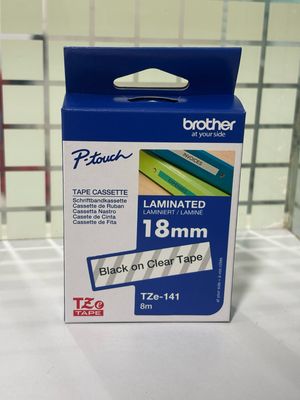 brother
at your side
P-touch
INVOICES
TAPE CASSETTE
Schriftbandkassette
Cassette de Ruban
Cassetta Nastro
Casete de Cinta
Cassete de Fita
LAMINATED
LAMINIERT / LAMINÉ
18mm
Black on Clear Tape
TZe
TAPE
TZe-141
8m